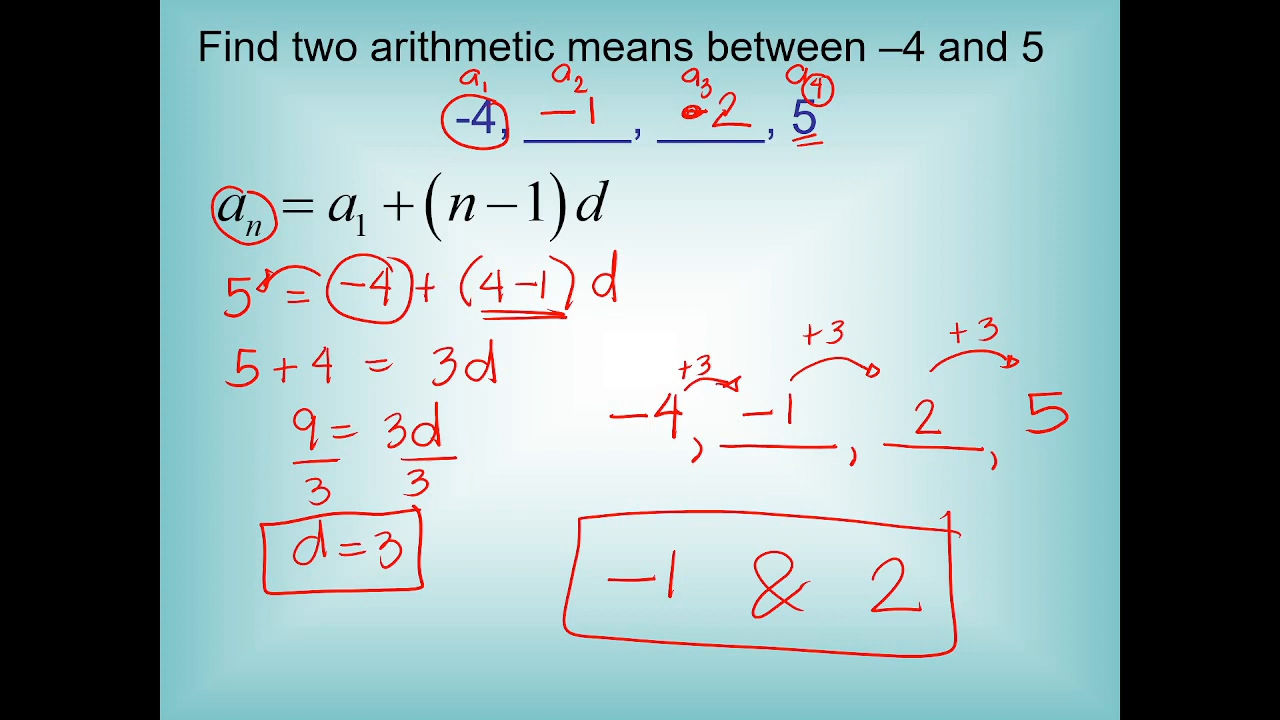 Find two arithmetic means between –4 and 5
a₁ a₂ a₃ a₄
-4, −1, 2, 5
aₙ = a₁ + (n − 1)d
5 = −4 + (4−1) d
5 + 4 = 3d
9 = 3d
3 3
d = 3
+3 +3 +3
−4, −1, 2, 5
−1 & 2